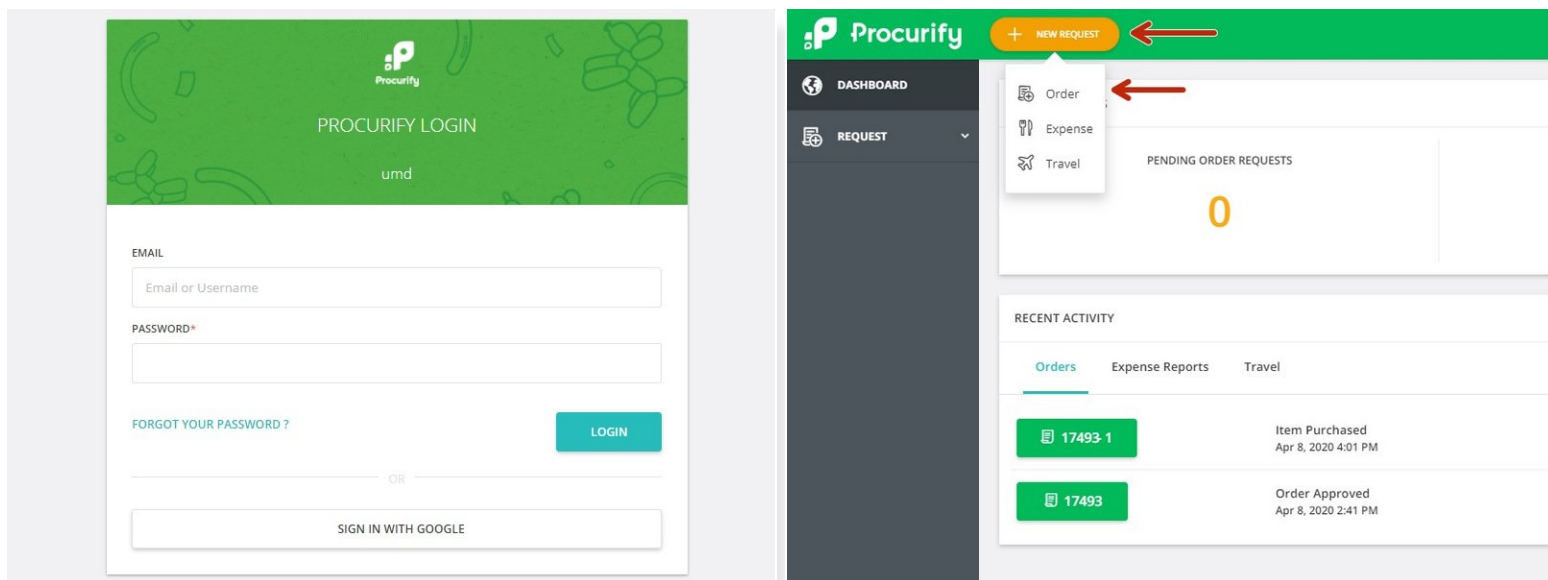 Procurify
PROCURIFY LOGIN
umd
EMAIL
Email or Username
PASSWORD*
FORGOT YOUR PASSWORD ?
LOGIN
OR
SIGN IN WITH GOOGLE
Procurify
+ NEW REQUEST
DASHBOARD
REQUEST
Order
Expense
Travel
PENDING ORDER REQUESTS
0
RECENT ACTIVITY
Orders Expense Reports Travel
17493-1
Item Purchased
Apr 8, 2020 4:01 PM
17493
Order Approved
Apr 8, 2020 2:41 PM